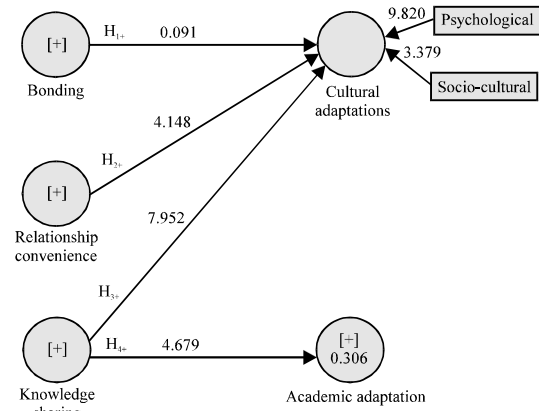 H1+ 0.091
[+]
Bonding
9.820
Psychological
3.379
Socio-cultural
Cultural
adaptations
4.148
H2+
[+]
Relationship
convenience
7.952
H3+
H4+ 4.679
[+]
Knowledge
[+]
0.306
Academic adaptation